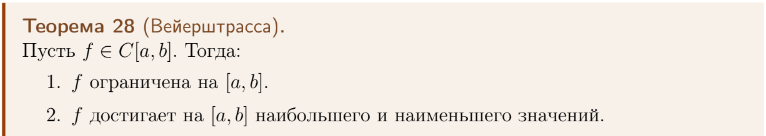 Теорема 28 (Вейерштрасса).
Пусть f ∈ C[a, b]. Тогда:
1. f ограничена на [a, b].
2. f достигает на [a, b] наибольшего и наименьшего значений.